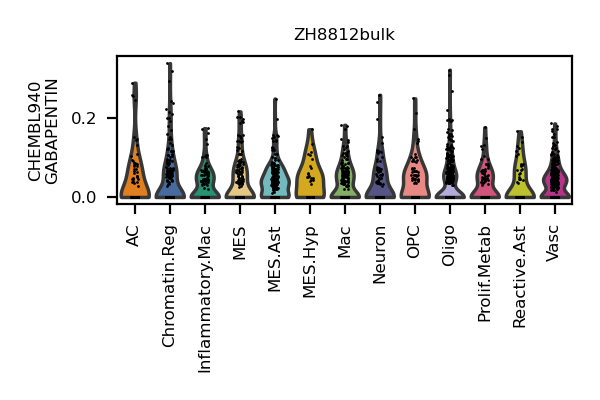 ZH8812bulk
CHEMBL940
GABAPENTIN
0.2
0.0
AC
Chromatin.Reg
Inflammatory.Mac
MES
MES.Ast
MES.Hyp
Mac
Neuron
OPC
Oligo
Prolif.Metab
Reactive.Ast
Vasc